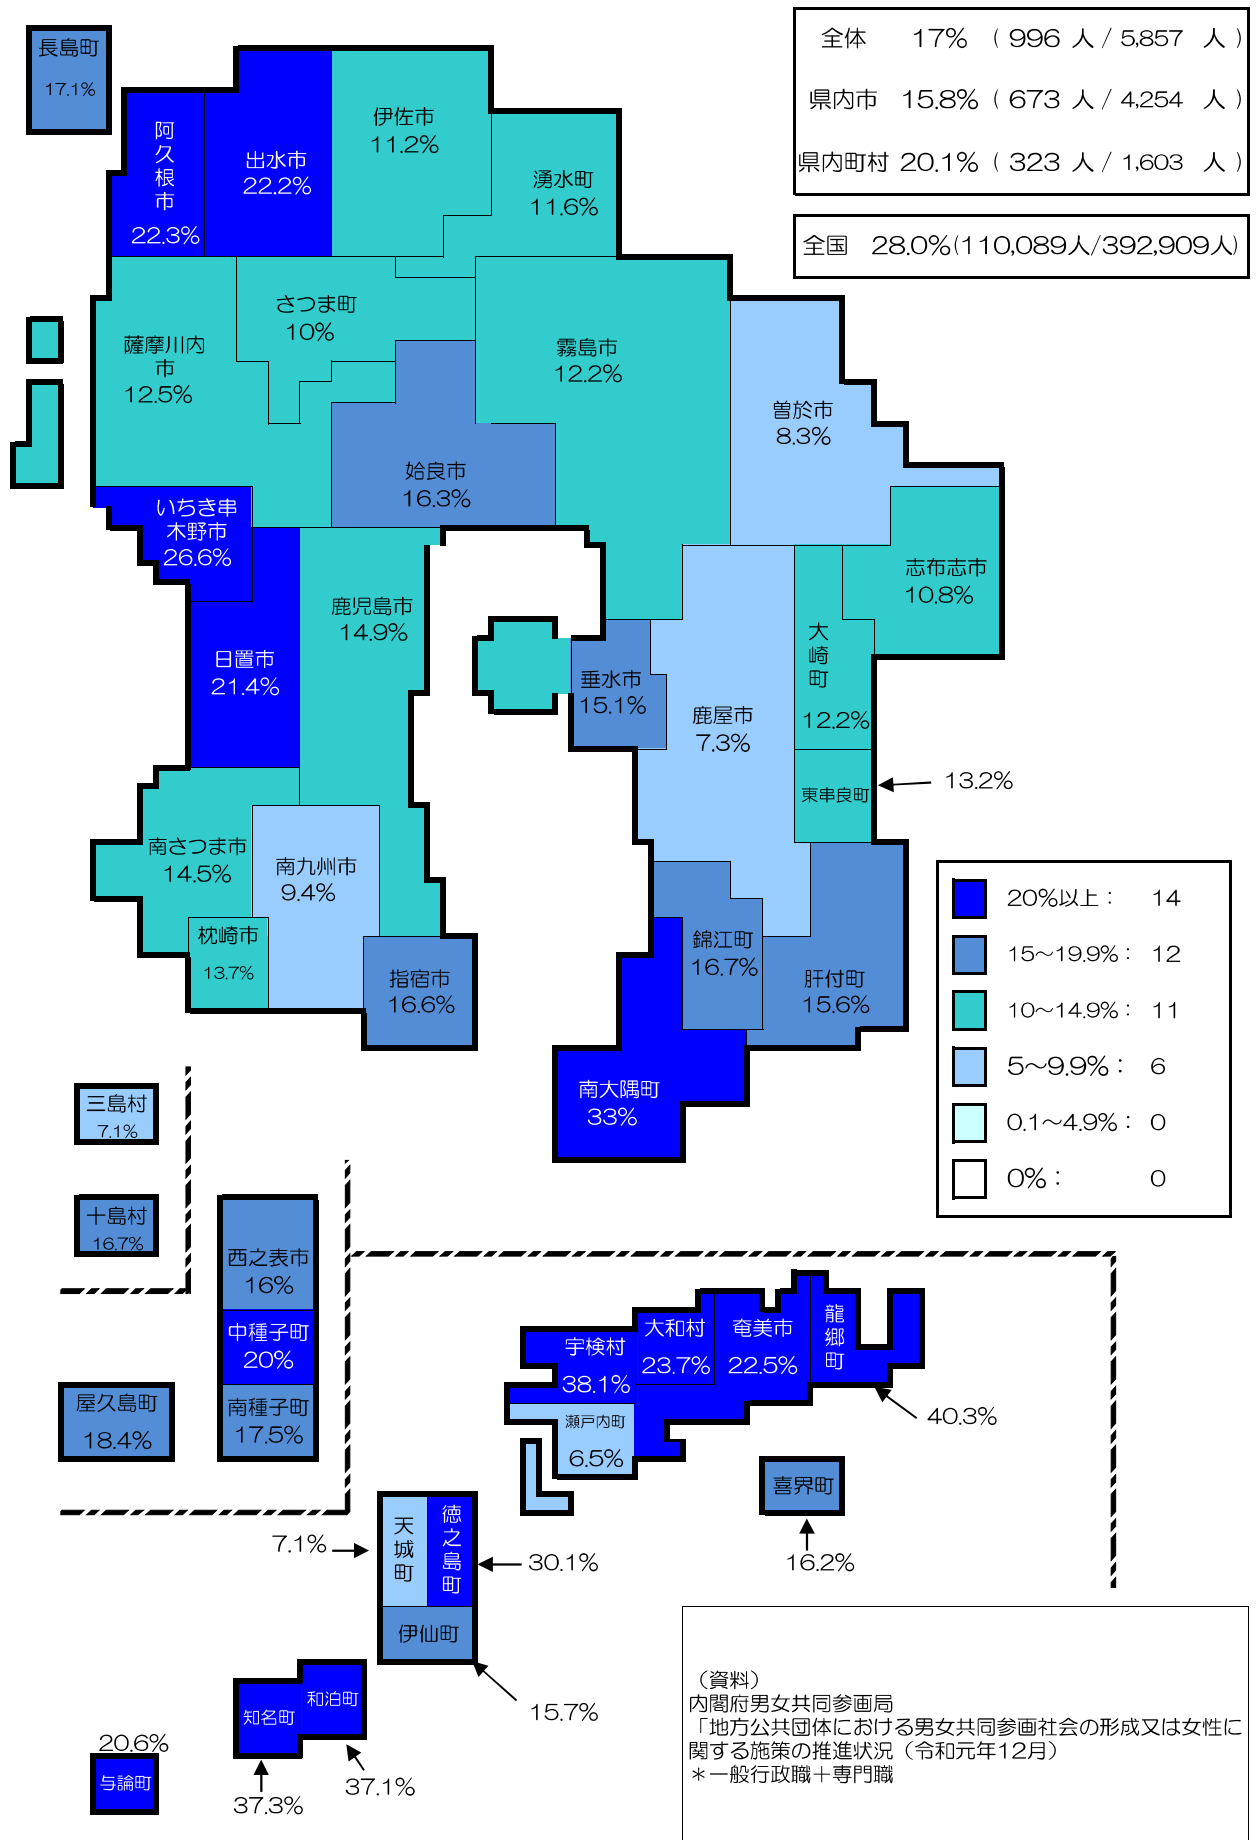 長島町
17.1%
全体 17% ( 996 人 / 5,857 人 )
県内市 15.8% ( 673 人 / 4,254 人 )
県内町村 20.1% ( 323 人 / 1,603 人 )
全国 28.0%(110,089人/392,909人)
阿久根市
22.3%
出水市
22.2%
伊佐市
11.2%
湧水町
11.6%
さつま町
10%
薩摩川内
市
12.5%
霧島市
12.2%
曽於市
8.3%
姶良市
16.3%
いちき串
木野市
26.6%
志布志市
10.8%
鹿児島市
14.9%
大崎町
12.2%
日置市
21.4%
垂水市
15.1%
鹿屋市
7.3%
東串良町
13.2%
南さつま市
14.5%
南九州市
9.4%
枕崎市
13.7%
指宿市
16.6%
錦江町
16.7%
肝付町
15.6%
南大隅町
33%
20%以上： 14
15～19.9%： 12
10～14.9%： 11
5～9.9%： 6
0.1～4.9%： 0
0%： 0
三島村
7.1%
十島村
16.7%
西之表市
16%
中種子町
20%
南種子町
17.5%
屋久島町
18.4%
宇検村
38.1%
大和村
23.7%
奄美市
22.5%
龍郷町
40.3%
瀬戸内町
6.5%
喜界町
16.2%
天城町
7.1%
徳之島町
30.1%
伊仙町
15.7%
和泊町
37.1%
知名町
37.3%
20.6%
与論町
（資料）
内閣府男女共同参画局
「地方公共団体における男女共同参画社会の形成又は女性に
関する施策の推進状況（令和元年12月）
＊一般行政職＋専門職